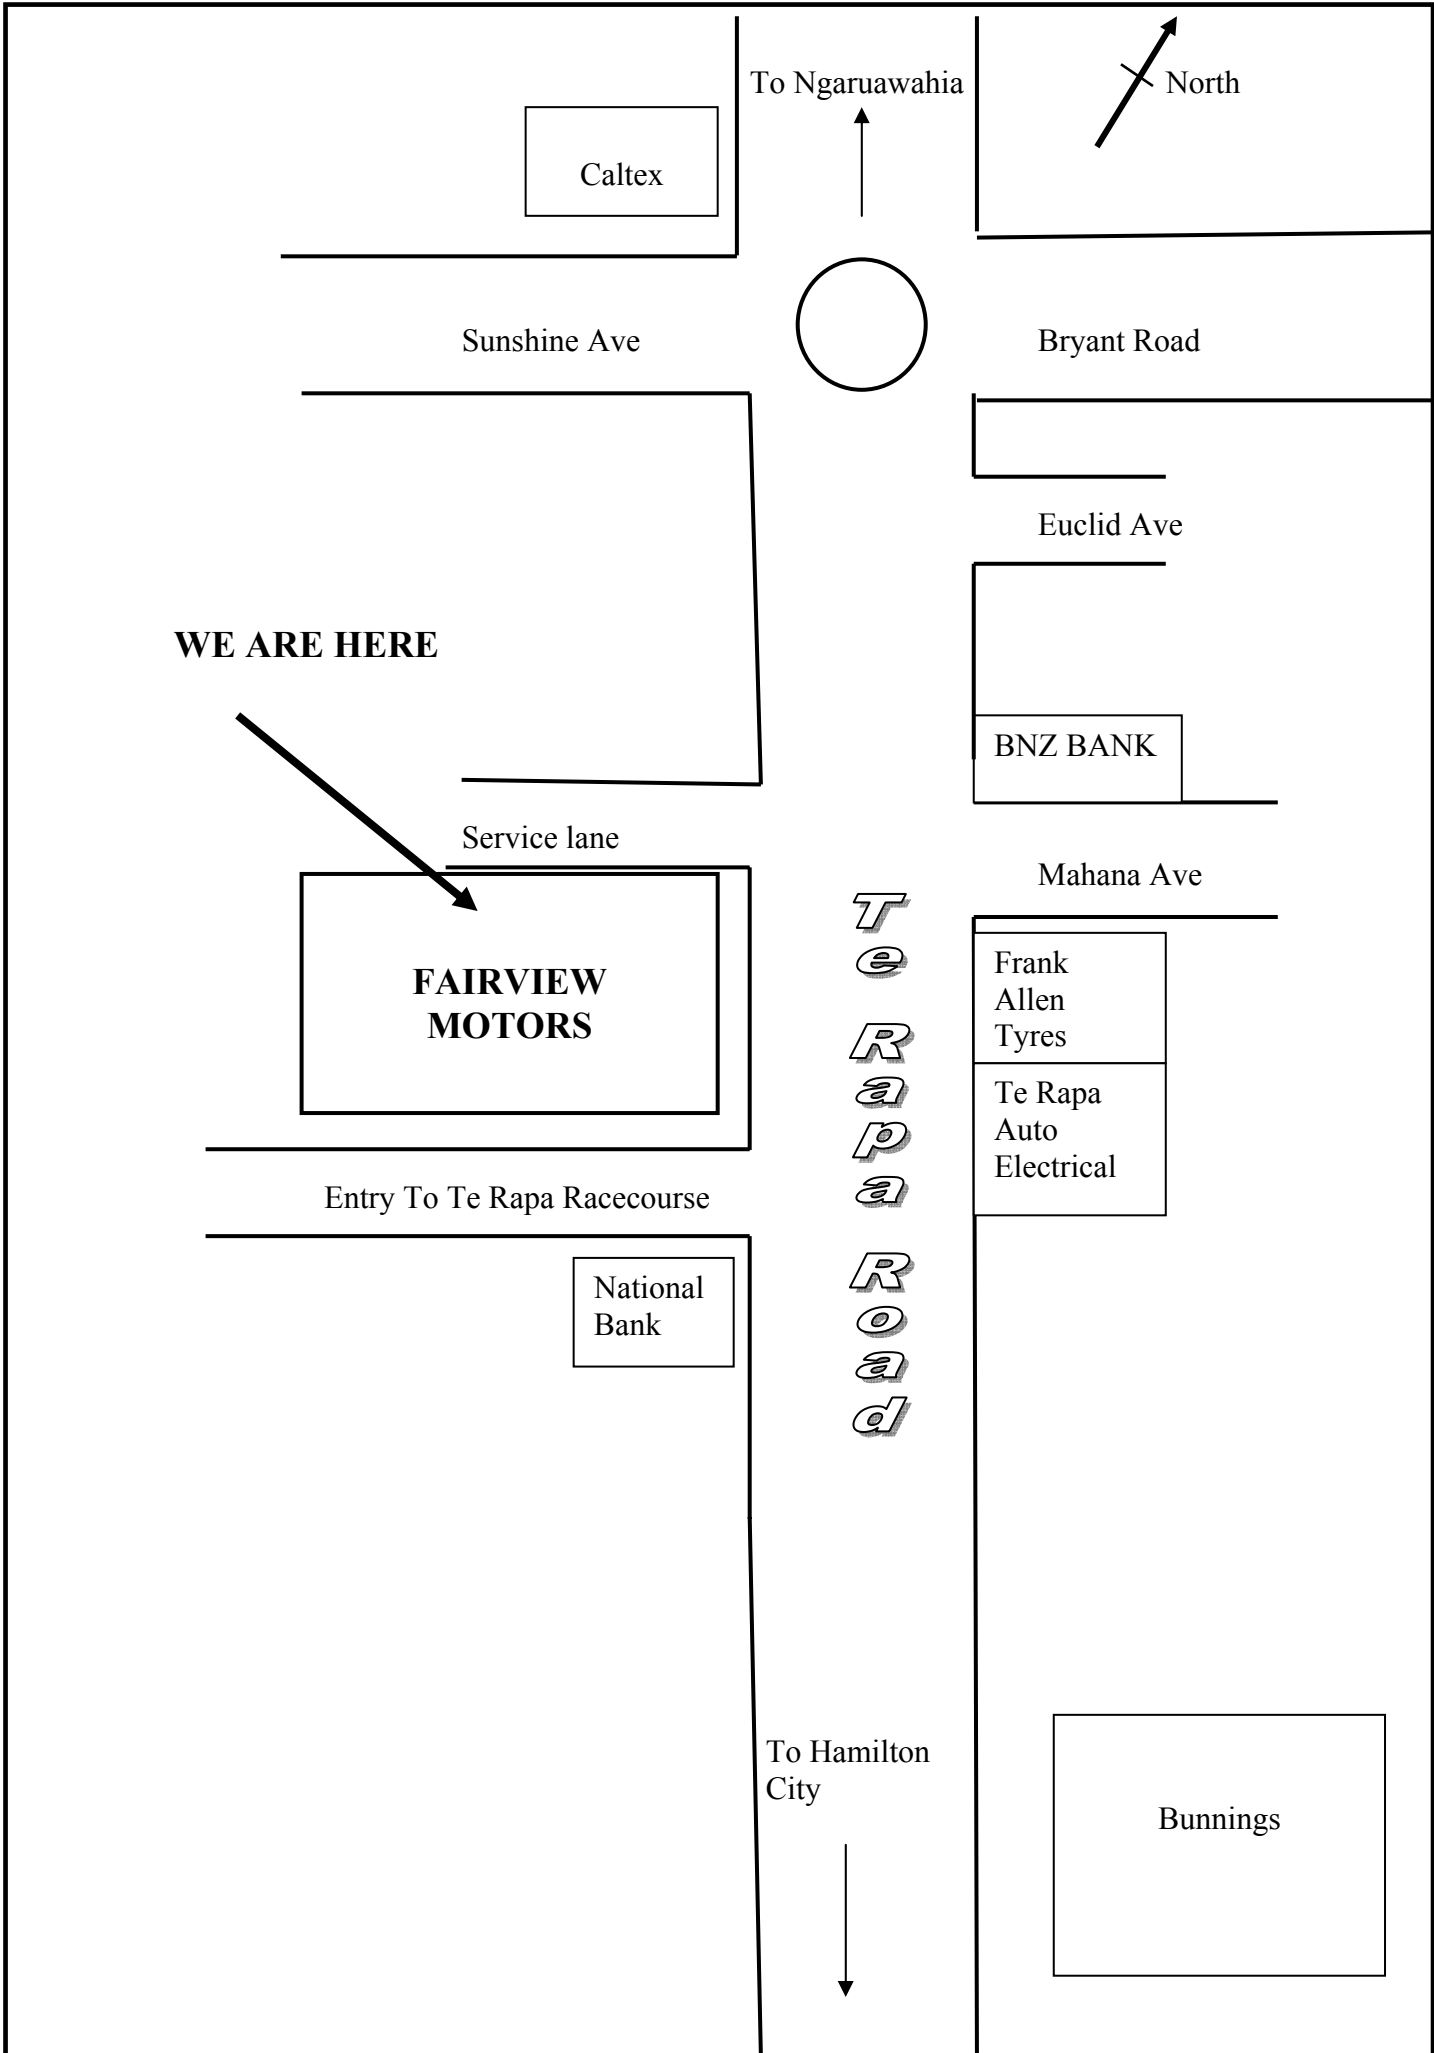 To Ngaruawahia
North
Caltex
Sunshine Ave
Bryant Road
Euclid Ave
WE ARE HERE
BNZ BANK
Service lane
Mahana Ave
Te Rapa Road
FAIRVIEW
MOTORS
Frank
Allen
Tyres
Te Rapa
Auto
Electrical
Entry To Te Rapa Racecourse
National
Bank
To Hamilton
City
Bunnings